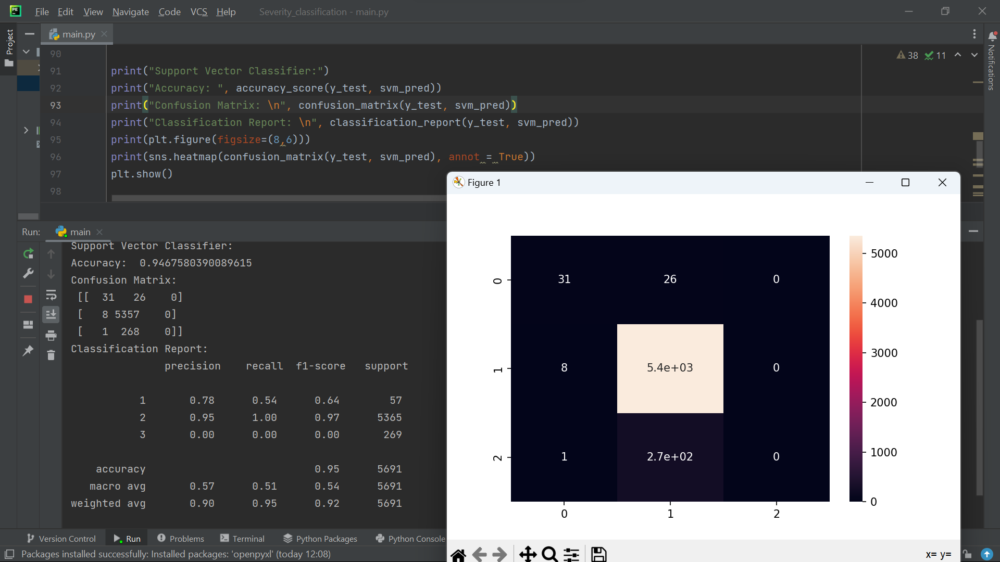 PE File Edit View Navigate Code VCS Help Severity_classification - main.py
Project
main.py
Notifications
38 11
90
91 print("Support Vector Classifier:")
92 print("Accuracy: ", accuracy_score(y_test, svm_pred))
93 print("Confusion Matrix: \n", confusion_matrix(y_test, svm_pred))
94 print("Classification Report: \n", classification_report(y_test, svm_pred))
95 print(plt.figure(figsize=(8,6)))
96 print(sns.heatmap(confusion_matrix(y_test, svm_pred), annot = True))
97 plt.show()
98
Run: main
Support Vector Classifier:
Accuracy:  0.9467580390089615
Confusion Matrix:
 [[  31   26    0]
 [   8 5357    0]
 [   1  268    0]]
Classification Report:
precision    recall  f1-score   support
1       0.78      0.54      0.64        57
2       0.95      1.00      0.97      5365
3       0.00      0.00      0.00       269
accuracy                           0.95      5691
macro avg       0.57      0.51      0.54      5691
weighted avg       0.90      0.95      0.92      5691
Figure 1
0 31 26 0
1 8 5.4e+03 0
2 1 2.7e+02 0
0 1 2
5000
4000
3000
2000
1000
0
x= y=
Version Control Run Problems Terminal Python Packages Python Console
Packages installed successfully: Installed packages: 'openpyxl' (today 12:08)